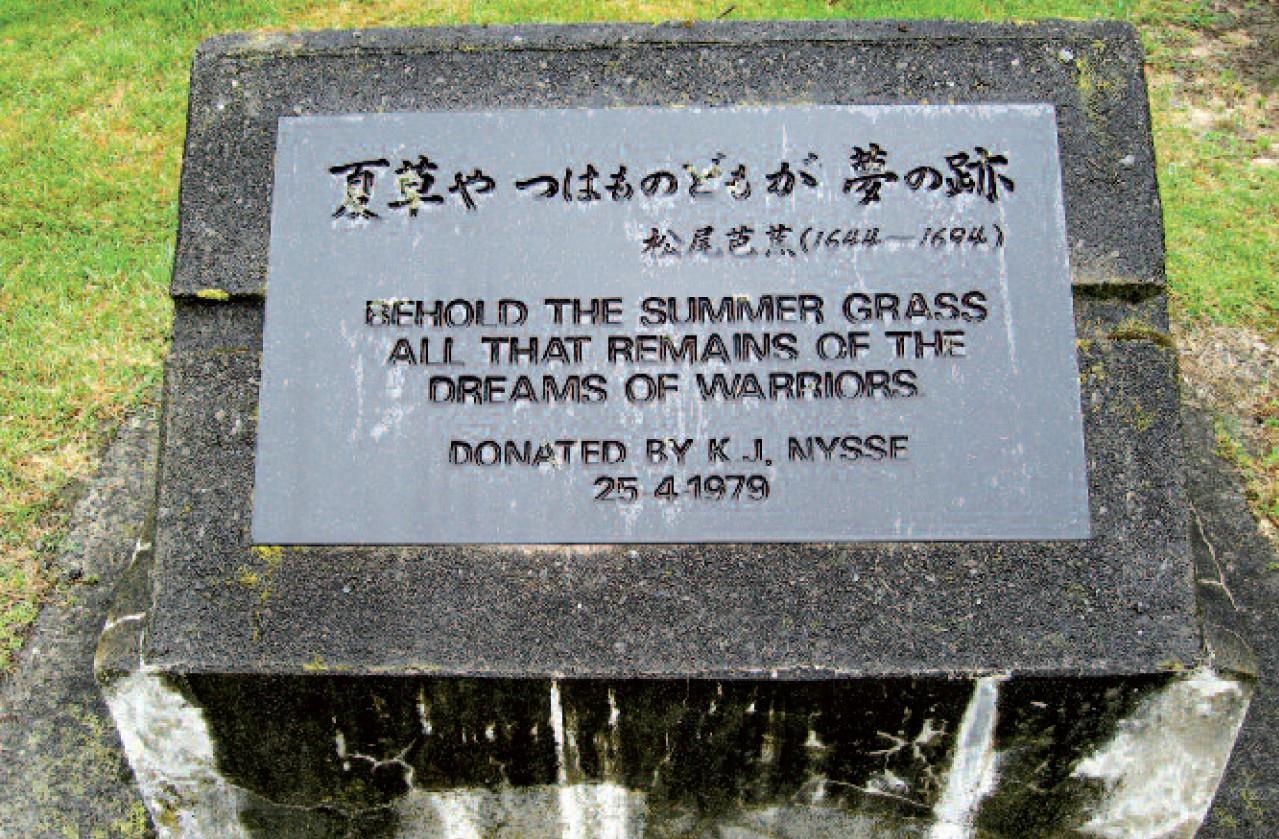 夏草や つはものどもが 夢の跡
松尾芭蕉(1644—1694)
BEHOLD THE SUMMER GRASS
ALL THAT REMAINS OF THE
DREAMS OF WARRIORS.
DONATED BY K.J. NYSSE
25-4-1979